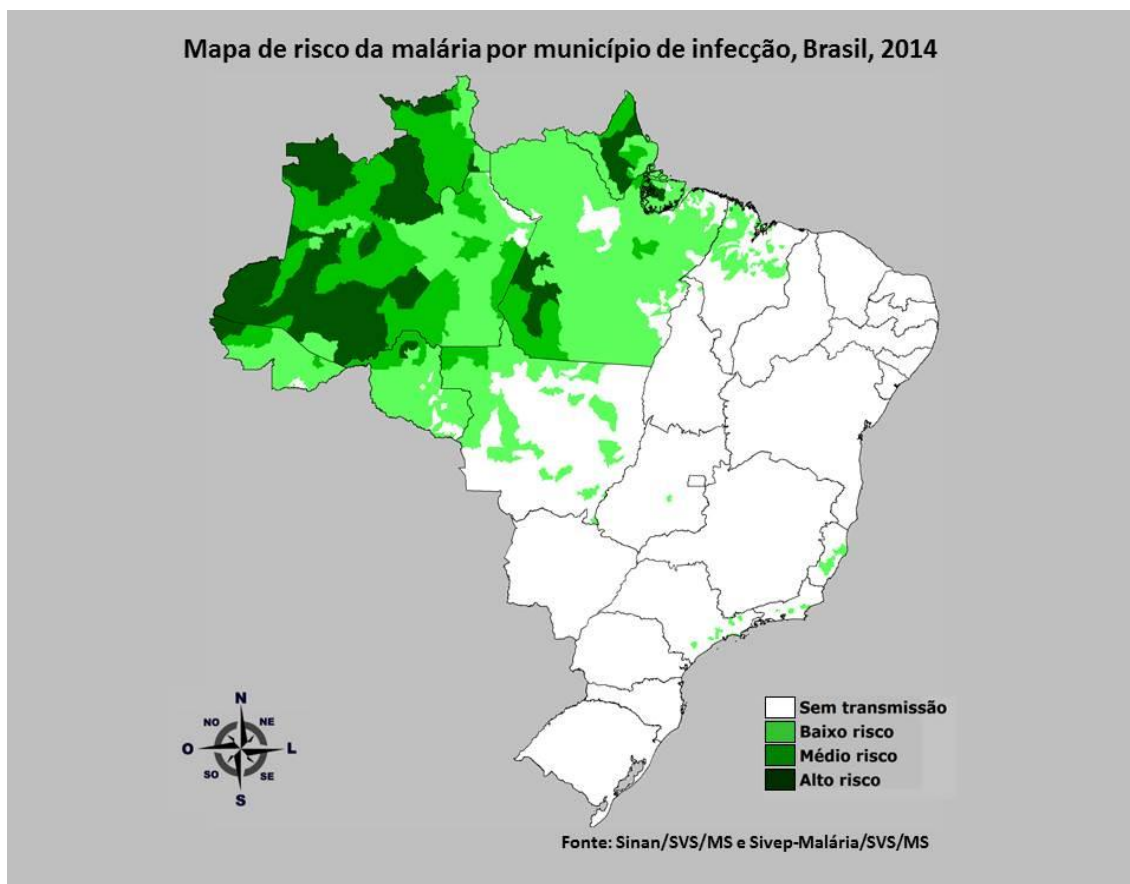 Mapa de risco da malária por município de infecção, Brasil, 2014
N
NO
NE
O
L
SO
SE
S
Sem transmissão
Baixo risco
Médio risco
Alto risco
Fonte: Sinan/SVS/MS e Sivep-Malária/SVS/MS